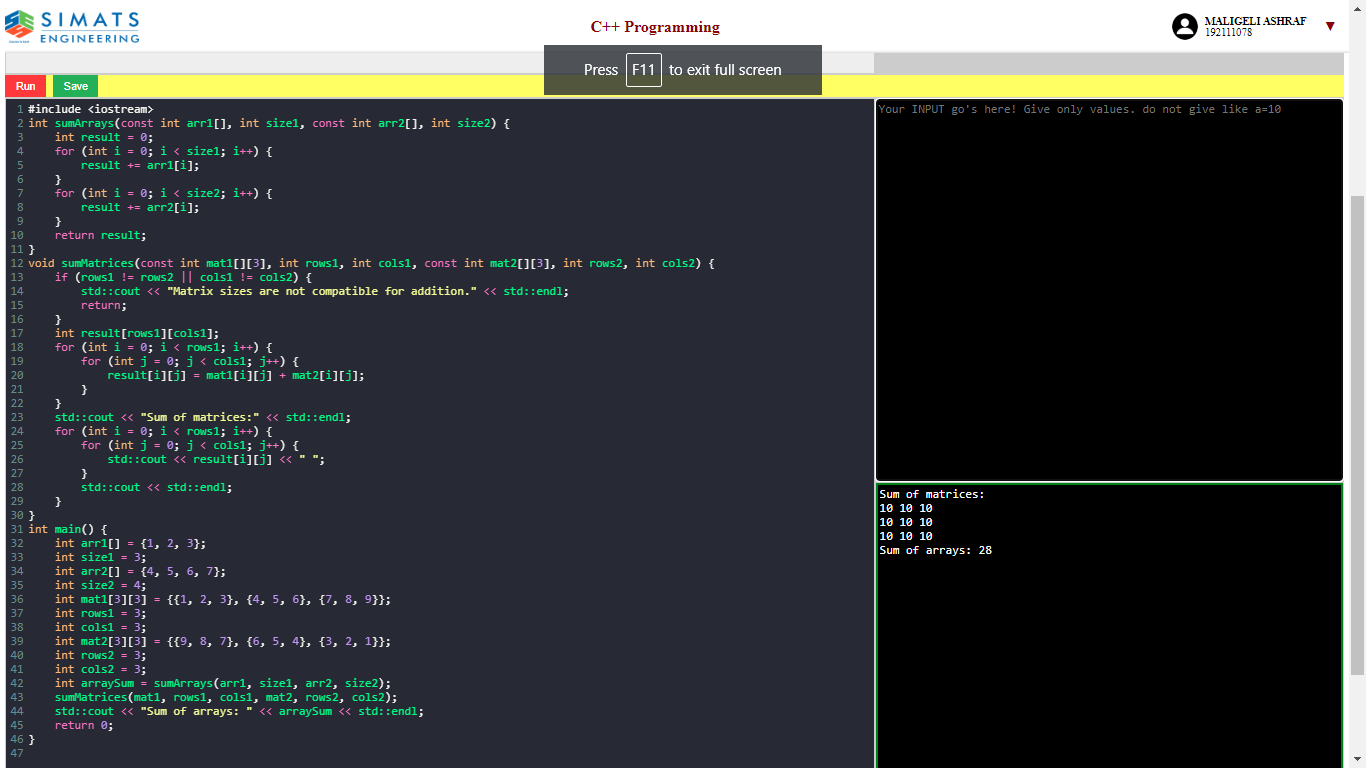 SIMATS
ENGINEERING
C++ Programming
MALIGELI ASHRAF
192111078
Press F11 to exit full screen
Run Save
1 #include <iostream>
2 int sumArrays(const int arr1[], int size1, const int arr2[], int size2) {
3     int result = 0;
4     for (int i = 0; i < size1; i++) {
5         result += arr1[i];
6     }
7     for (int i = 0; i < size2; i++) {
8         result += arr2[i];
9     }
10     return result;
11 }
12 void sumMatrices(const int mat1[][3], int rows1, int cols1, const int mat2[][3], int rows2, int cols2) {
13     if (rows1 != rows2 || cols1 != cols2) {
14         std::cout << "Matrix sizes are not compatible for addition." << std::endl;
15         return;
16     }
17     int result[rows1][cols1];
18     for (int i = 0; i < rows1; i++) {
19         for (int j = 0; j < cols1; j++) {
20             result[i][j] = mat1[i][j] + mat2[i][j];
21         }
22     }
23     std::cout << "Sum of matrices:" << std::endl;
24     for (int i = 0; i < rows1; i++) {
25         for (int j = 0; j < cols1; j++) {
26             std::cout << result[i][j] << " ";
27         }
28         std::cout << std::endl;
29     }
30 }
31 int main() {
32     int arr1[] = {1, 2, 3};
33     int size1 = 3;
34     int arr2[] = {4, 5, 6, 7};
35     int size2 = 4;
36     int mat1[3][3] = {{1, 2, 3}, {4, 5, 6}, {7, 8, 9}};
37     int rows1 = 3;
38     int cols1 = 3;
39     int mat2[3][3] = {{9, 8, 7}, {6, 5, 4}, {3, 2, 1}};
40     int rows2 = 3;
41     int cols2 = 3;
42     int arraySum = sumArrays(arr1, size1, arr2, size2);
43     sumMatrices(mat1, rows1, cols1, mat2, rows2, cols2);
44     std::cout << "Sum of arrays: " << arraySum << std::endl;
45     return 0;
46 }
47
Your INPUT go's here! Give only values. do not give like a=10
Sum of matrices:
10 10 10
10 10 10
10 10 10
Sum of arrays: 28